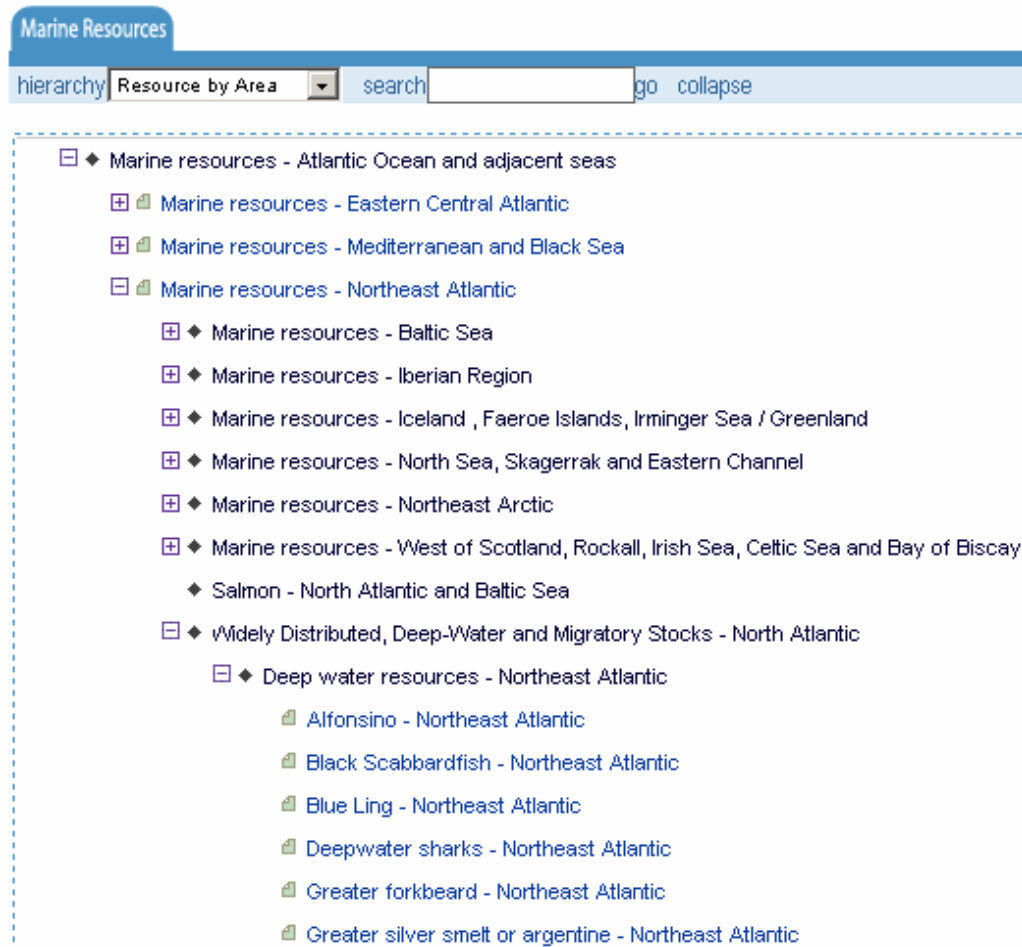 Marine Resources
hierarchy Resource by Area search go collapse
Marine resources - Atlantic Ocean and adjacent seas
Marine resources - Eastern Central Atlantic
Marine resources - Mediterranean and Black Sea
Marine resources - Northeast Atlantic
Marine resources - Baltic Sea
Marine resources - Iberian Region
Marine resources - Iceland , Faeroe Islands, Irminger Sea / Greenland
Marine resources - North Sea, Skagerrak and Eastern Channel
Marine resources - Northeast Arctic
Marine resources - West of Scotland, Rockall, Irish Sea, Celtic Sea and Bay of Biscay
Salmon - North Atlantic and Baltic Sea
Widely Distributed, Deep-Water and Migratory Stocks - North Atlantic
Deep water resources - Northeast Atlantic
Alfonsino - Northeast Atlantic
Black Scabbardfish - Northeast Atlantic
Blue Ling - Northeast Atlantic
Deepwater sharks - Northeast Atlantic
Greater forkbeard - Northeast Atlantic
Greater silver smelt or argentine - Northeast Atlantic